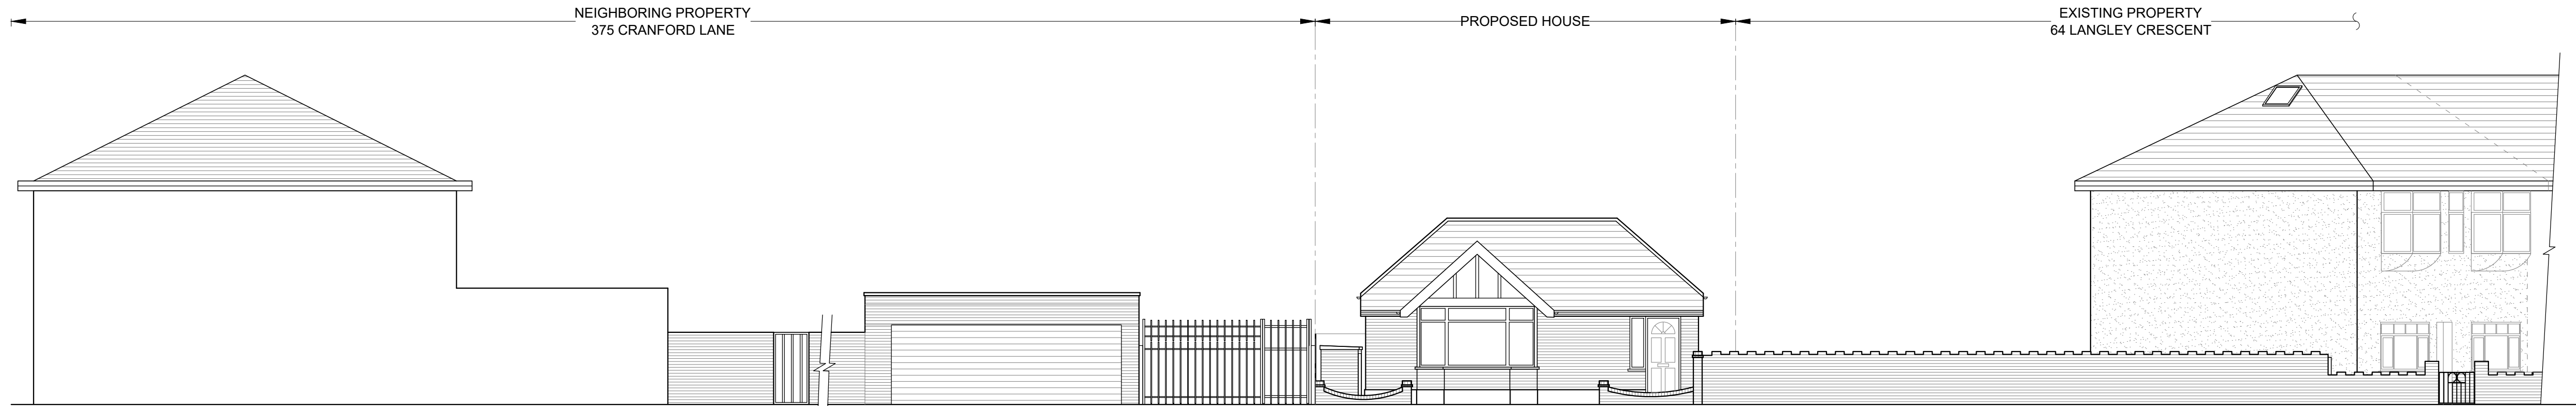 NEIGHBORING PROPERTY
375 CRANFORD LANE
PROPOSED HOUSE
EXISTING PROPERTY
64 LANGLEY CRESCENT